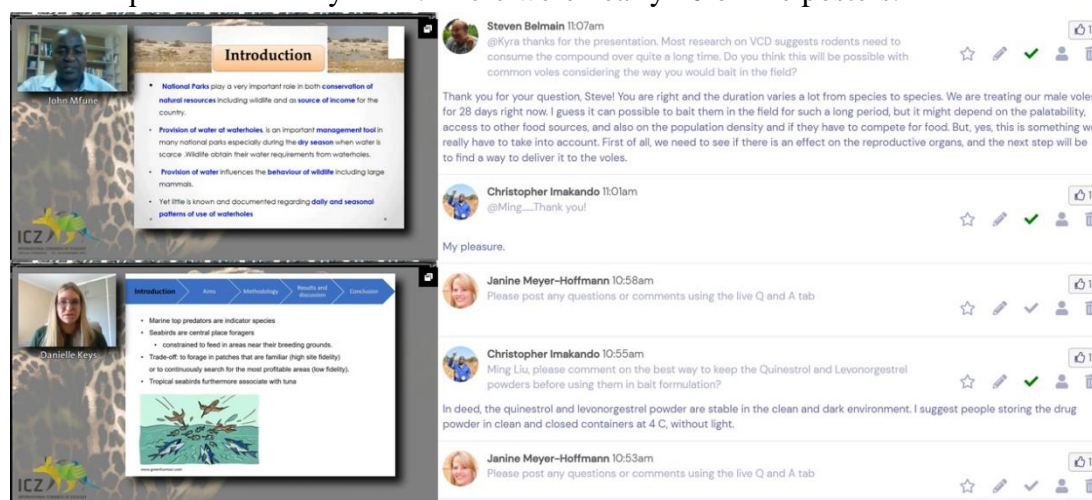 Introduction
John Mfune
• National Parks play a very important role in both conservation of
natural resources including wildlife and as source of income for the
country.
• Provision of water at waterholes, is an important management tool in
many national parks especially during the dry season when water is
scarce .Wildlife obtain their water requirements from waterholes.
• Provision of water influences the behaviour of wildlife including large
mammals.
• Yet little is known and documented regarding daily and seasonal
patterns of use of waterholes
ICZ
Introduction
Aims
Methodology
Results and
discussion
Conclusion
Danielle Keys
• Marine top predators are indicator species
• Seabirds are central place foragers
• constrained to feed in areas near their breeding grounds.
• Trade-off: to forage in patches that are familiar (high site fidelity)
or to continuously search for the most profitable areas (low fidelity).
• Tropical seabirds furthermore associate with tuna
ICZ
Steven Belmain 11:07am
@Kyra thanks for the presentation. Most research on VCD suggests rodents need to
consume the compound over quite a long time. Do you think this will be possible with
common voles considering the way you would bait in the field?
Thank you for your question, Steve! You are right and the duration varies a lot from species to species. We are treating our male voles
for 28 days right now. I guess it can possible to bait them in the field for such a long period, but it might depend on the palatability,
access to other food sources, and also on the population density and if they have to compete for food. But, yes, this is something we
really have to take into account. First of all, we need to see if there is an effect on the reproductive organs, and the next step will be
to find a way to deliver it to the voles.
Christopher Imakando 11:01am
@Ming.....Thank you!
My pleasure.
Janine Meyer-Hoffmann 10:58am
Please post any questions or comments using the live Q and A tab
Christopher Imakando 10:55am
Ming Liu, please comment on the best way to keep the Quinestrol and Levonorgestrel
powders before using them in bait formulation?
In deed, the quinestrol and levonorgestrel powder are stable in the clean and dark environment. I suggest people storing the drug
powder in clean and closed containers at 4 C, without light.
Janine Meyer-Hoffmann 10:53am
Please post any questions or comments using the live Q and A tab